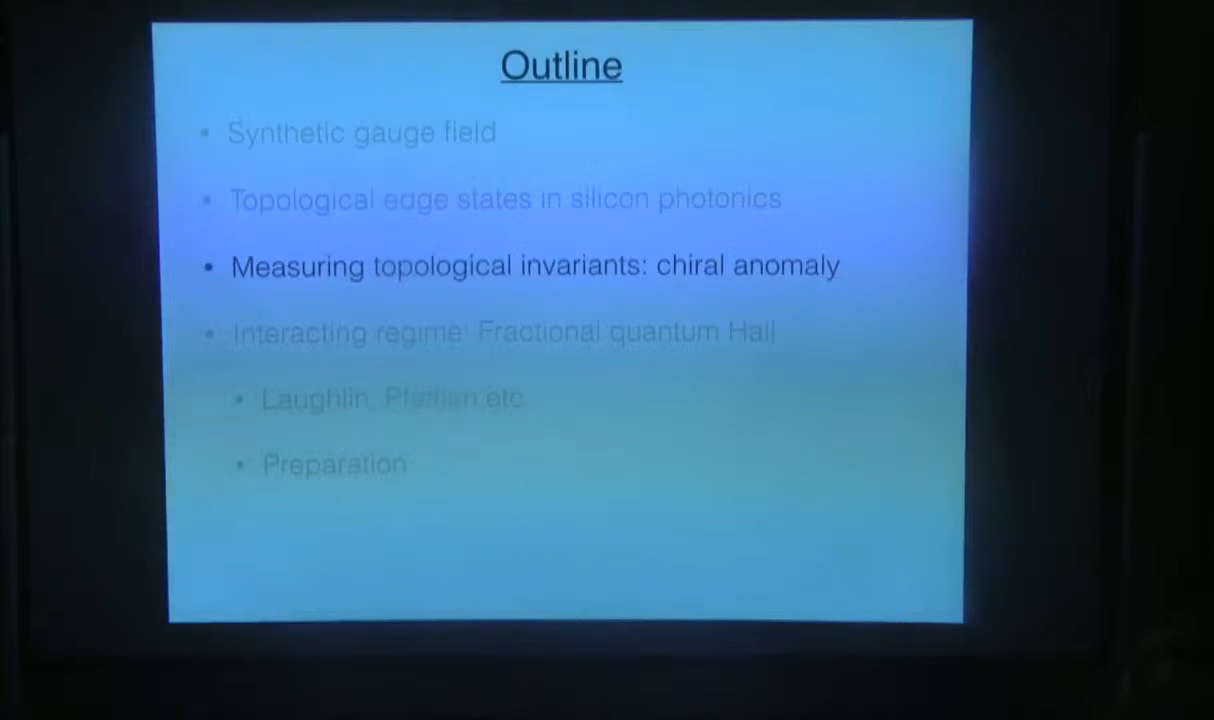 Outline
• Synthetic gauge field
• Topological edge states in silicon photonics
• Measuring topological invariants: chiral anomaly
• Interacting regime: Fractional quantum Hall
• Laughlin, Pfaffian etc
• Preparation